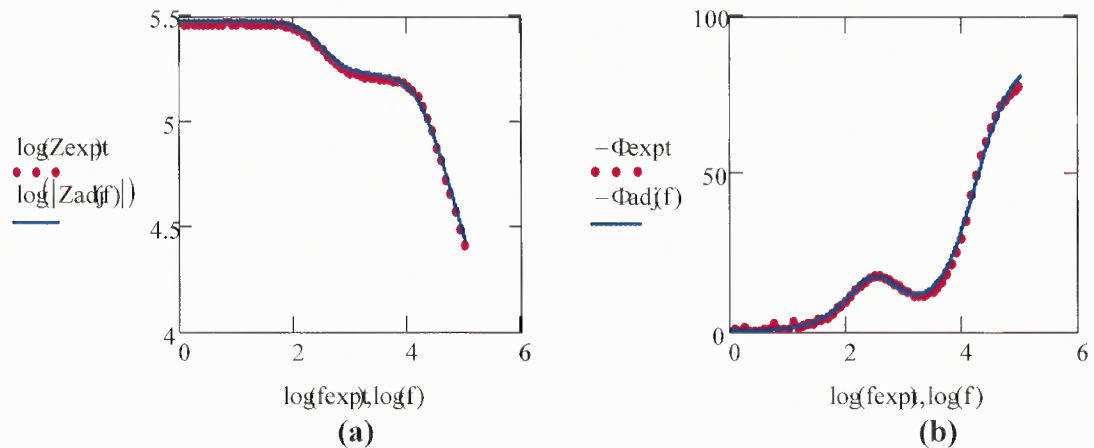 5.5
5
4.5
4
0
2
4
6
log(Zexpt)
log(|Zadj(f)|)
log(fexpt),log(f)
(a)
100
50
0
0
2
4
6
−Φexpt
−Φadj(f)
log(fexpt),log(f)
(b)